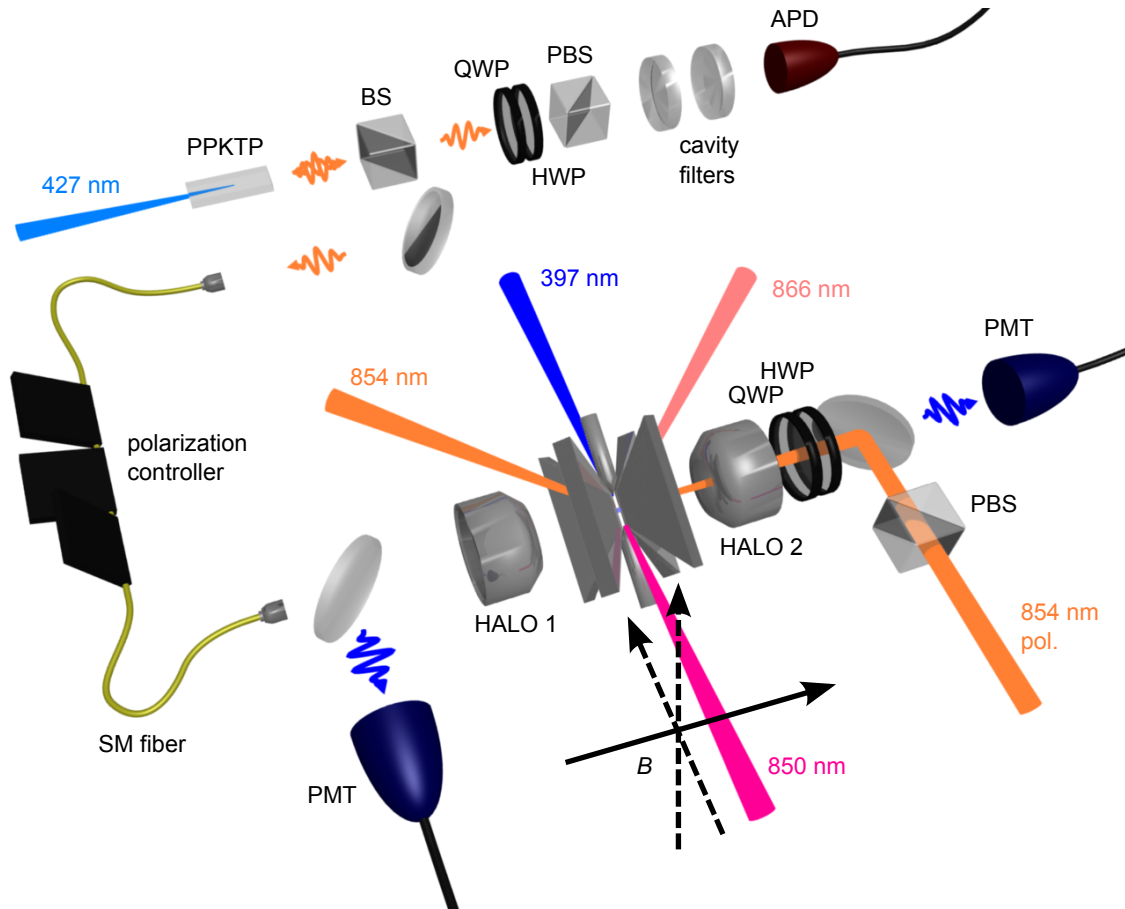 APD
PBS
QWP
BS
HWP
cavity
filters
PPKTP
427 nm
397 nm
866 nm
PMT
854 nm
HWP
QWP
polarization
controller
PBS
HALO 2
HALO 1
854 nm
pol.
SM fiber
B
850 nm
PMT